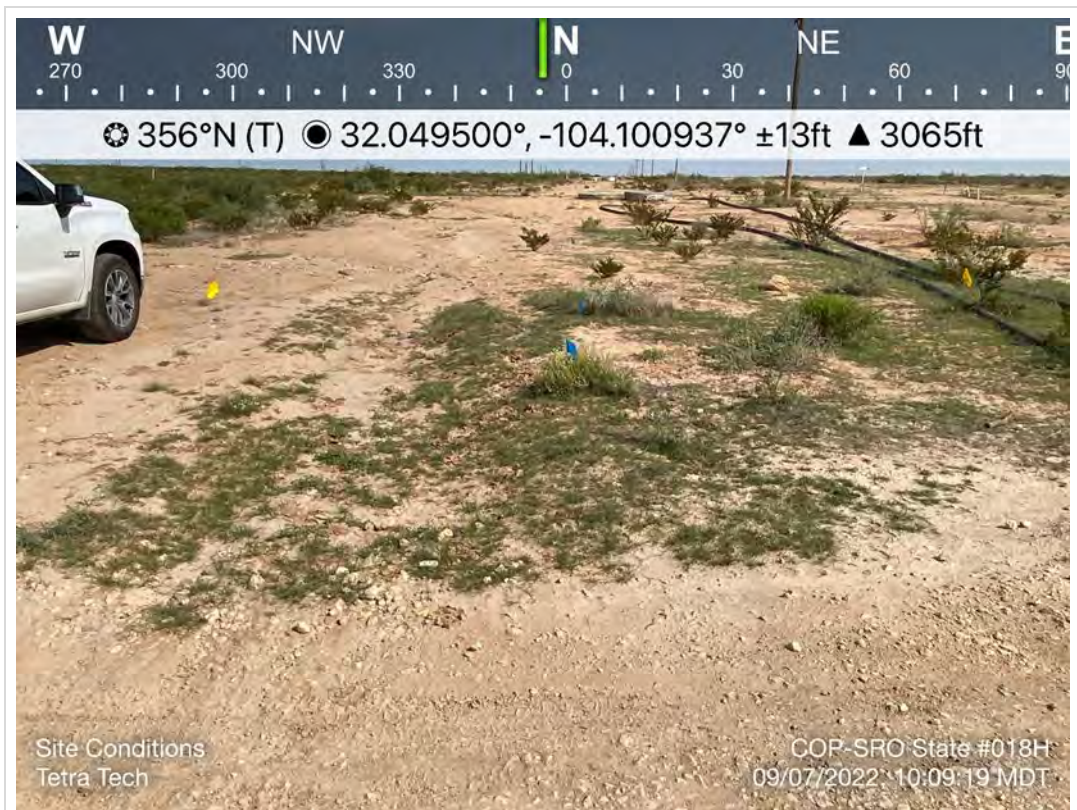 W NW N NE E
270 300 330 0 30 60 90
356°N (T) 32.049500°, -104.100937° ±13ft ▲ 3065ft
Site Conditions
Tetra Tech
COP-SRO State #018H
09/07/2022, 10:09:19 MDT